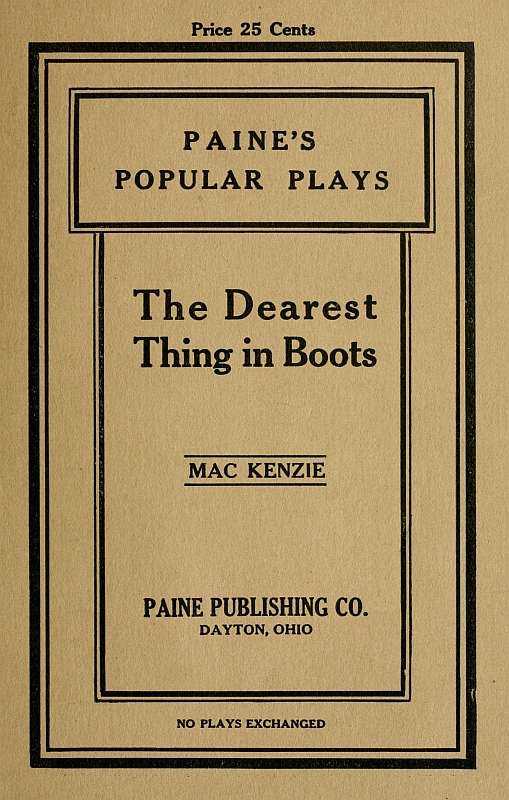 Price 25 Cents
PAINE'S
POPULAR PLAYS
The Dearest
Thing in Boots
MAC KENZIE
PAINE PUBLISHING CO.
DAYTON, OHIO
NO PLAYS EXCHANGED